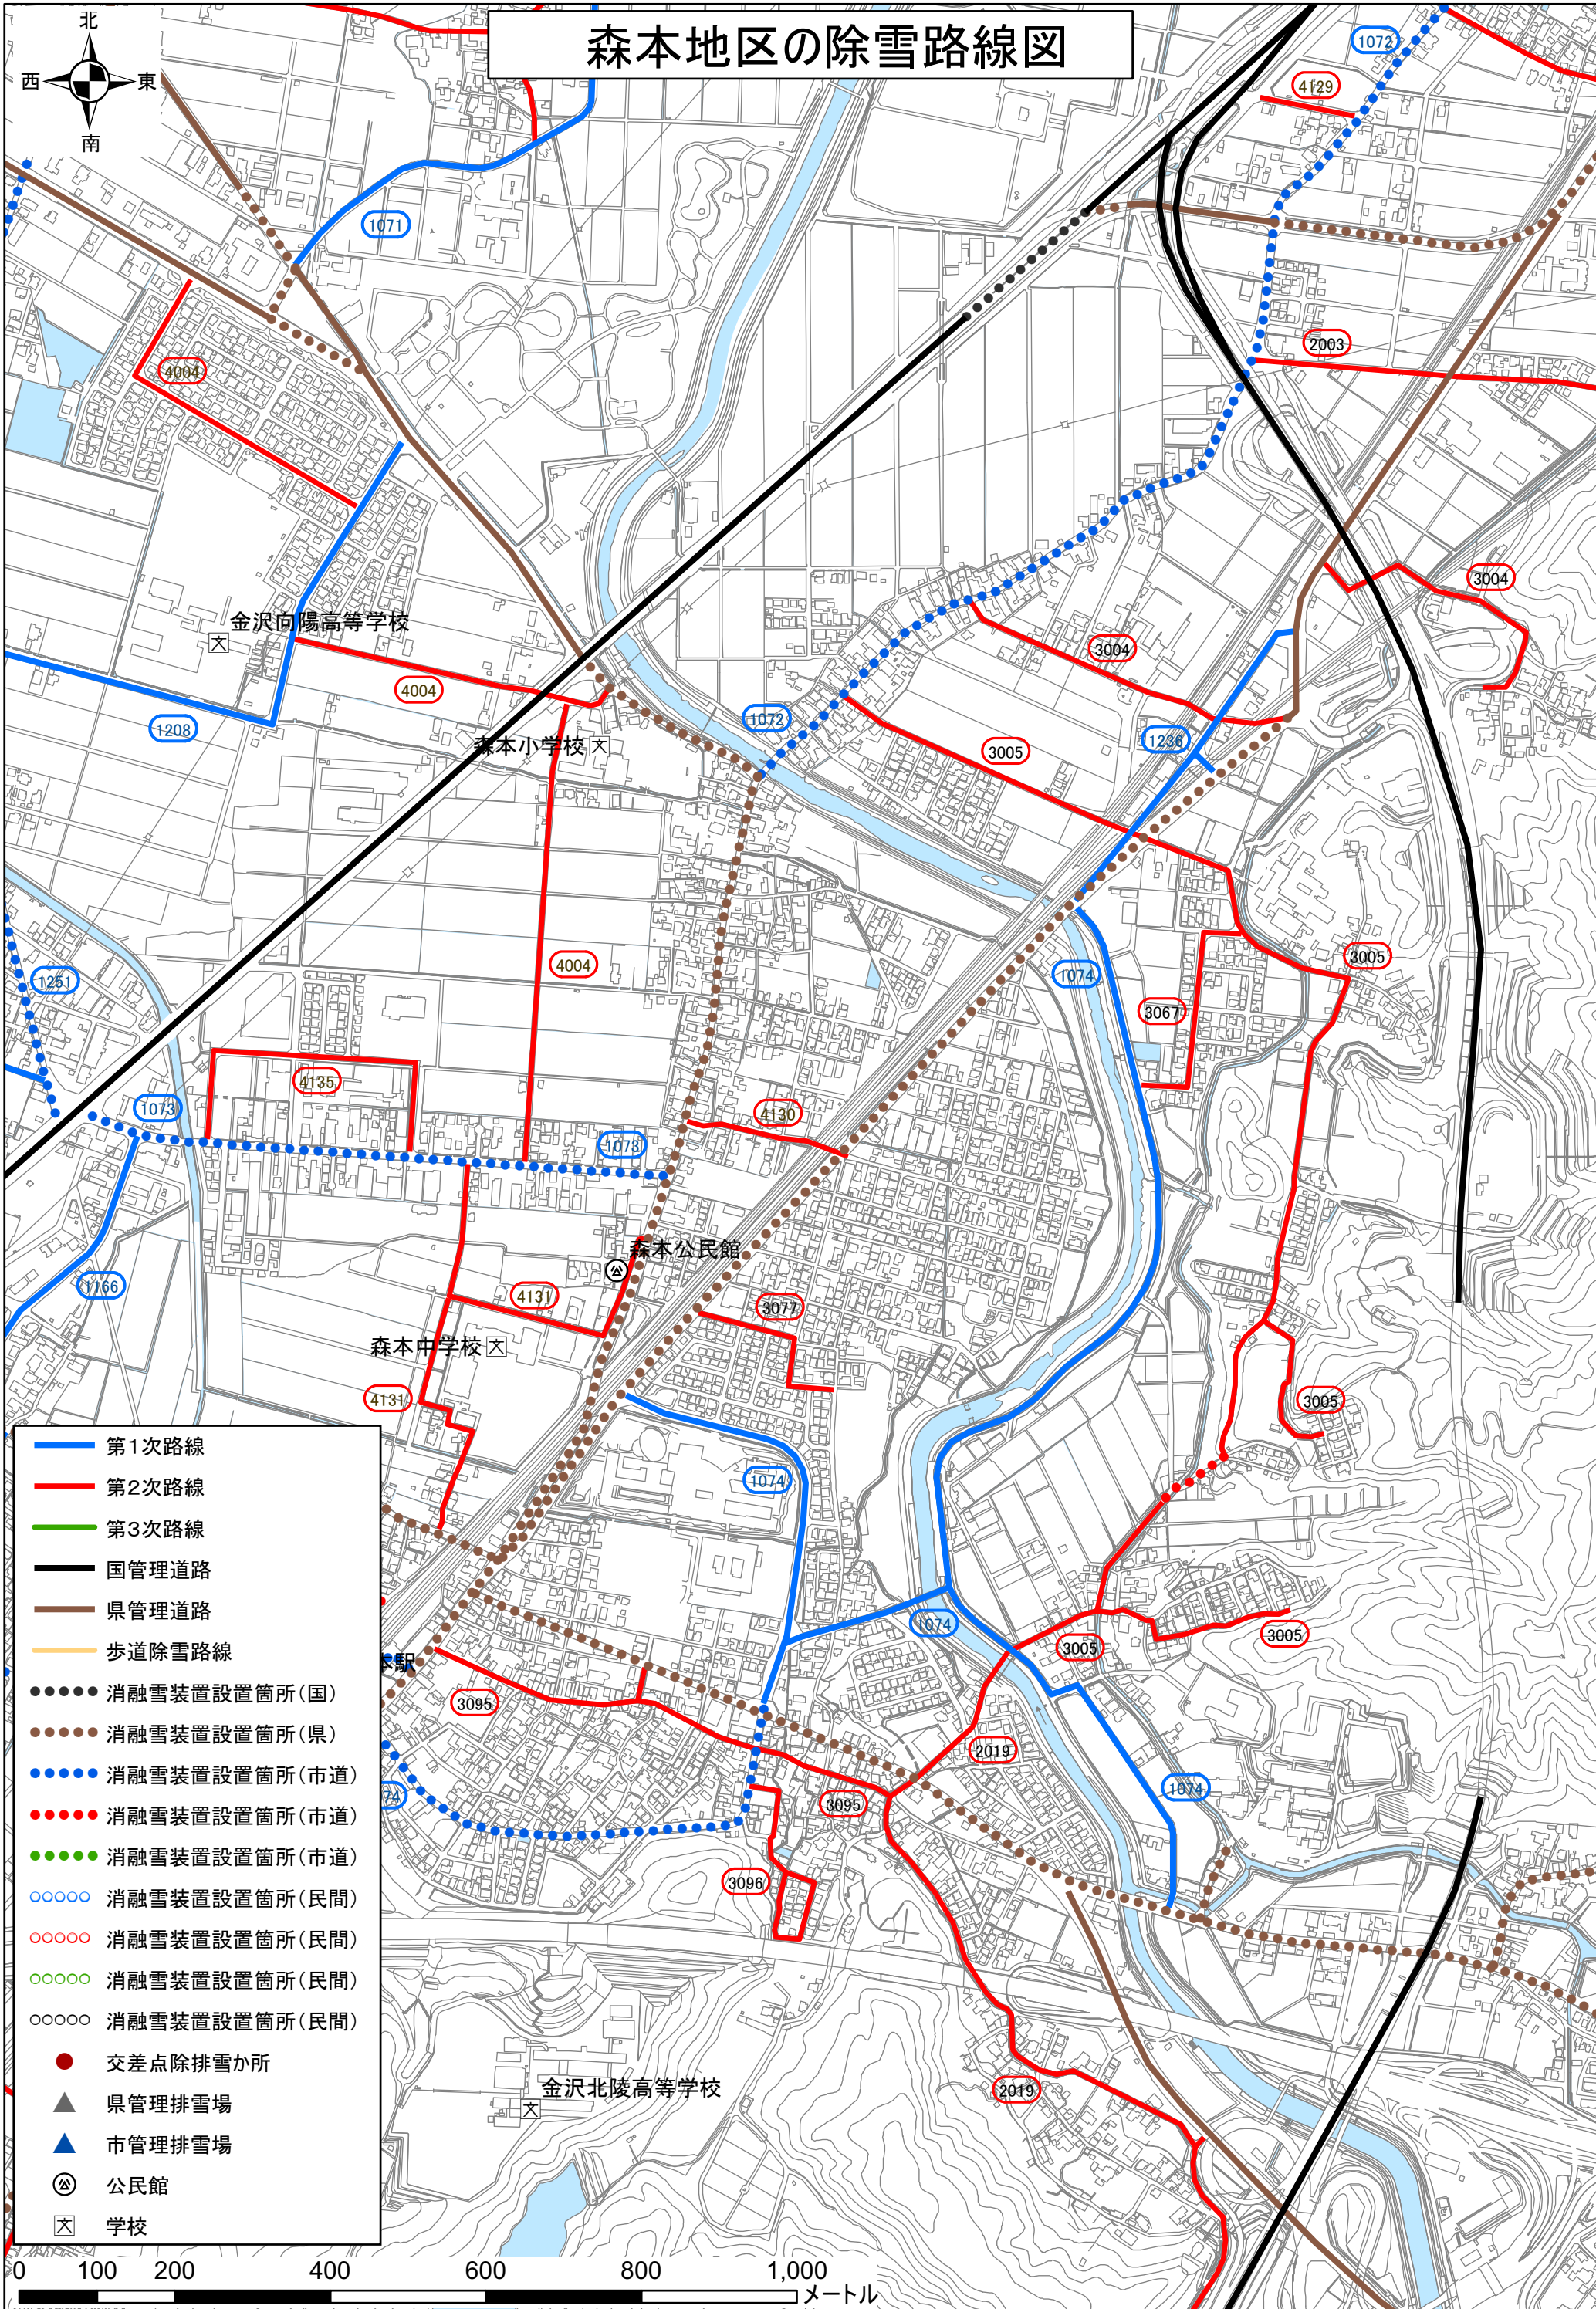 森本地区の除雪路線図
北
西 東
南
1072
4129
1071
2003
4004
3004
金沢向陽高等学校
3004
4004
1072
1208
1236
森本小学校 文
3005
3005
4004
1074
1251
3067
4135
1073
4130
1073
森本公民館
1166
4131
3077
森本中学校 文
4131
3005
1074
1074
3005
3005
本駅
3095
2019
1074
74
3095
3096
金沢北陵高等学校
2019
第1次路線
第2次路線
第3次路線
国管理道路
県管理道路
歩道除雪路線
消融雪装置設置箇所(国)
消融雪装置設置箇所(県)
消融雪装置設置箇所(市道)
消融雪装置設置箇所(市道)
消融雪装置設置箇所(市道)
消融雪装置設置箇所(民間)
消融雪装置設置箇所(民間)
消融雪装置設置箇所(民間)
消融雪装置設置箇所(民間)
交差点除排雪か所
県管理排雪場
市管理排雪場
公民館
文 学校
0 100 200 400 600 800 1,000
メートル